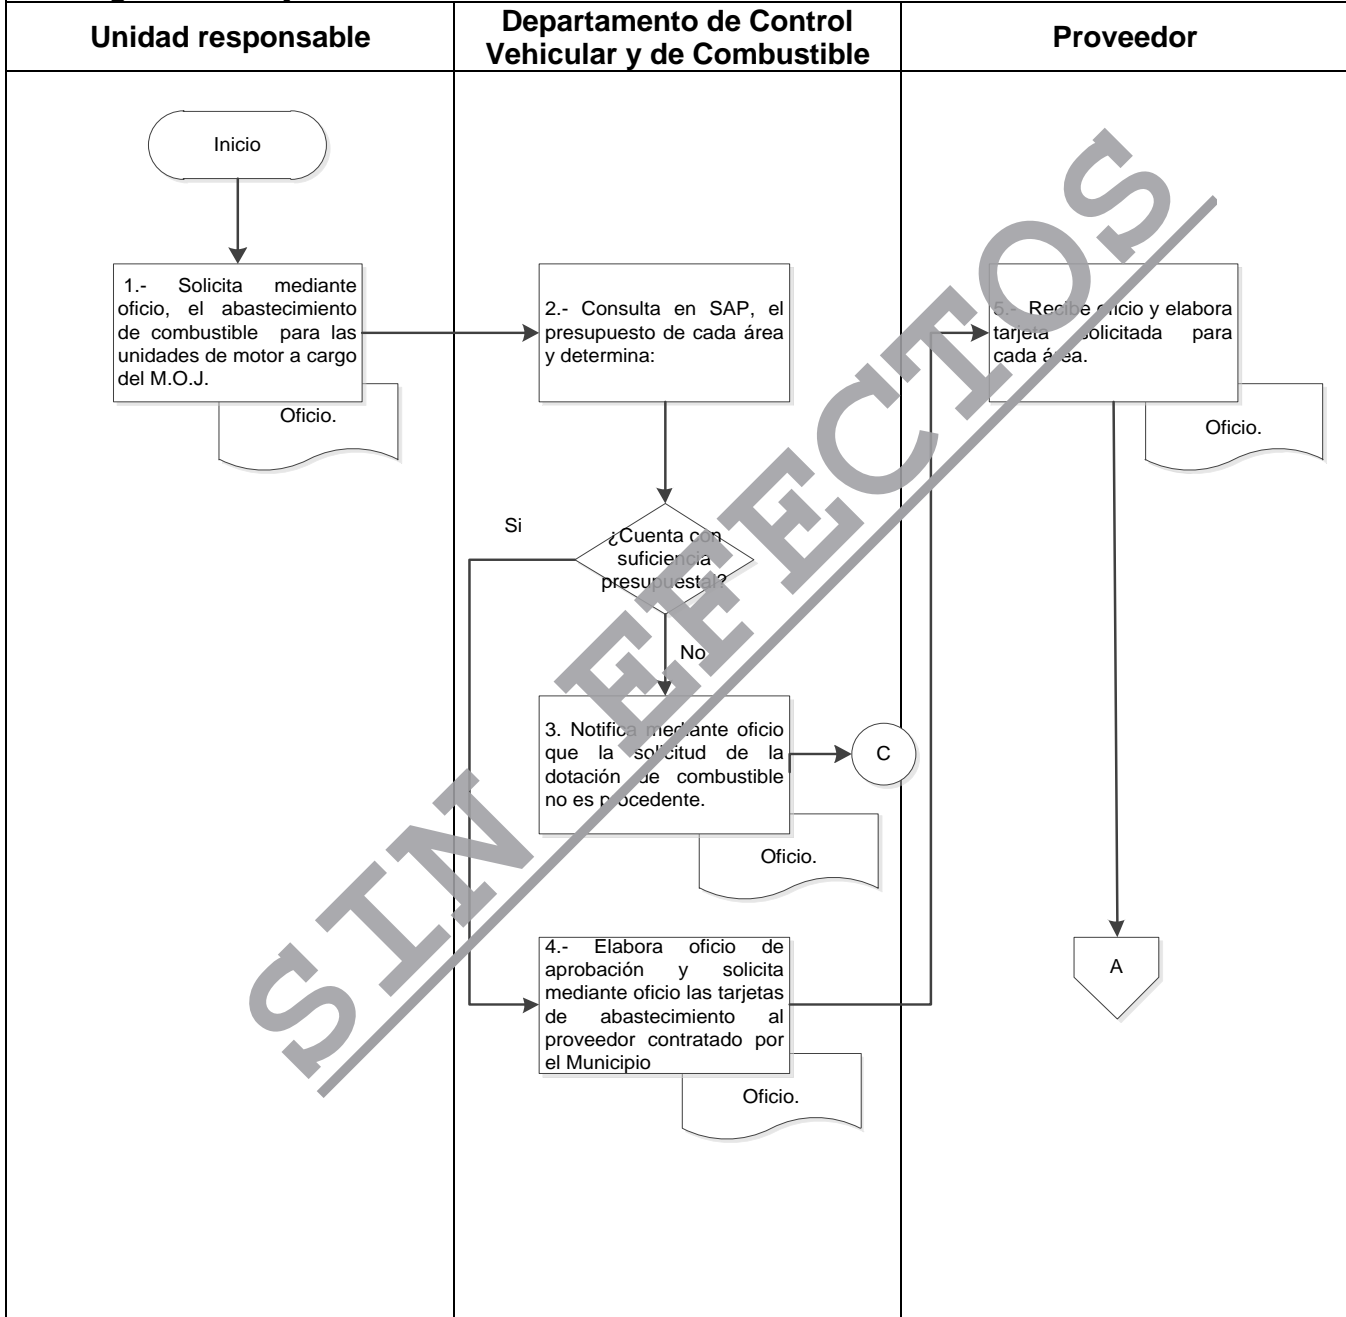 Unidad responsable
Departamento de Control
Vehicular y de Combustible
Proveedor
Inicio
1.- Solicita mediante
oficio, el abastecimiento
de combustible para las
unidades de motor a cargo
del M.O.J.
Oficio.
2.- Consulta en SAP, el
presupuesto de cada área
y determina:
¿Cuenta con
suficiencia
presupuestal?
Si
No
3. Notifica mediante oficio
que la solicitud de la
dotación de combustible
no es procedente.
C
Oficio.
4.- Elabora oficio de
aprobación y solicita
mediante oficio las tarjetas
de abastecimiento al
proveedor contratado por
el Municipio
Oficio.
5.- Recibe oficio y elabora
tarjeta solicitada para
cada área.
Oficio.
A
SIN EFECTOS